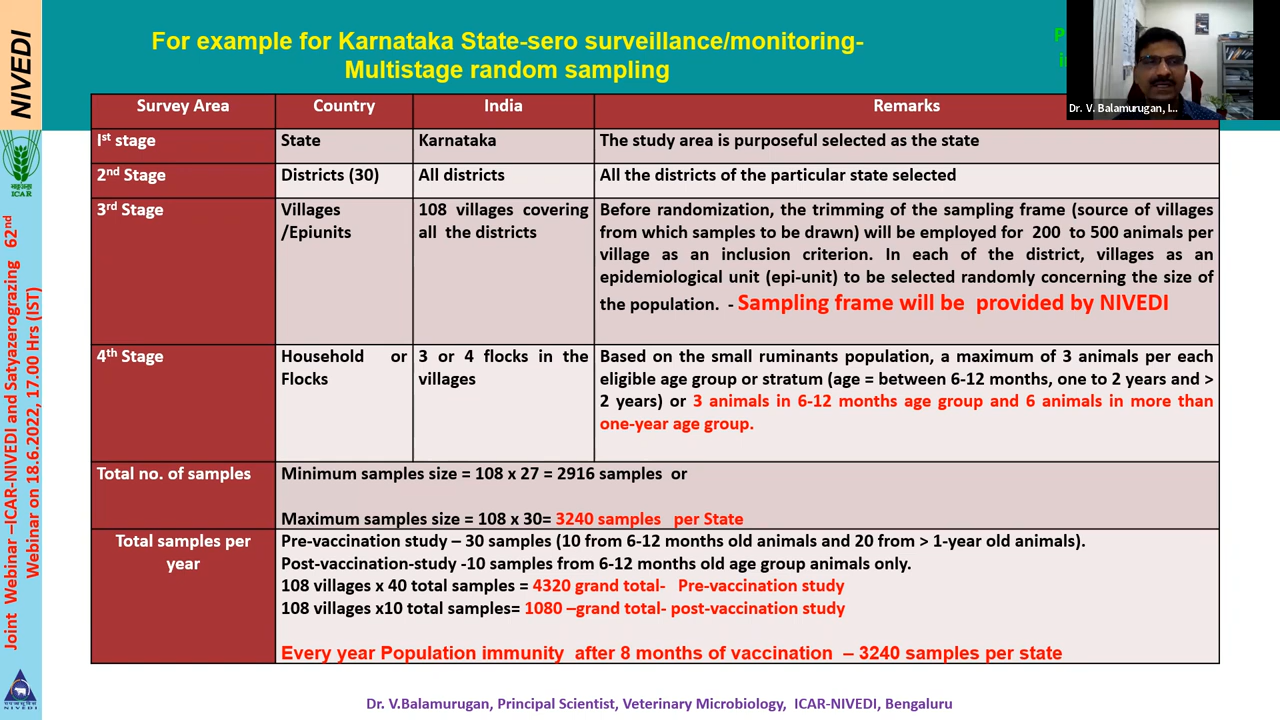 NIVEDI
ICAR
Joint Webinar –ICAR-NIVEDI and Satyazerograzing 62nd
Webinar on 18.6.2022, 17.00 Hrs (IST)
For example for Karnataka State-sero surveillance/monitoring-
Multistage random sampling
Dr. V. Balamurugan, I...
Survey Area Country India Remarks
Ist stage State Karnataka The study area is purposeful selected as the state
2nd Stage Districts (30) All districts All the districts of the particular state selected
3rd Stage Villages 108 villages covering Before randomization, the trimming of the sampling frame (source of villages
/Epiunits all the districts from which samples to be drawn) will be employed for 200 to 500 animals per
village as an inclusion criterion. In each of the district, villages as an
epidemiological unit (epi-unit) to be selected randomly concerning the size of
the population. - Sampling frame will be provided by NIVEDI
4th Stage Household or 3 or 4 flocks in the Based on the small ruminants population, a maximum of 3 animals per each
Flocks villages eligible age group or stratum (age = between 6-12 months, one to 2 years and >
2 years) or 3 animals in 6-12 months age group and 6 animals in more than
one-year age group.
Total no. of samples Minimum samples size = 108 x 27 = 2916 samples or
Maximum samples size = 108 x 30= 3240 samples per State
Total samples per Pre-vaccination study – 30 samples (10 from 6-12 months old animals and 20 from > 1-year old animals).
year Post-vaccination-study -10 samples from 6-12 months old age group animals only.
108 villages x 40 total samples = 4320 grand total- Pre-vaccination study
108 villages x10 total samples= 1080 –grand total- post-vaccination study
Every year Population immunity after 8 months of vaccination – 3240 samples per state
Dr. V.Balamurugan, Principal Scientist, Veterinary Microbiology, ICAR-NIVEDI, Bengaluru